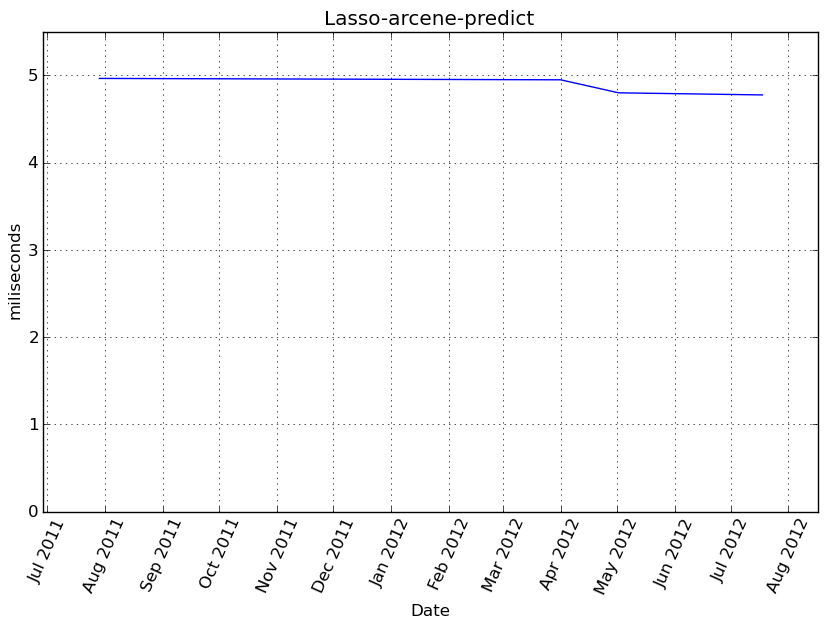 Lasso-arcene-predict
5
4
3
2
1
0
miliseconds
Jul 2011
Aug 2011
Sep 2011
Oct 2011
Nov 2011
Dec 2011
Jan 2012
Feb 2012
Mar 2012
Apr 2012
May 2012
Jun 2012
Jul 2012
Aug 2012
Date